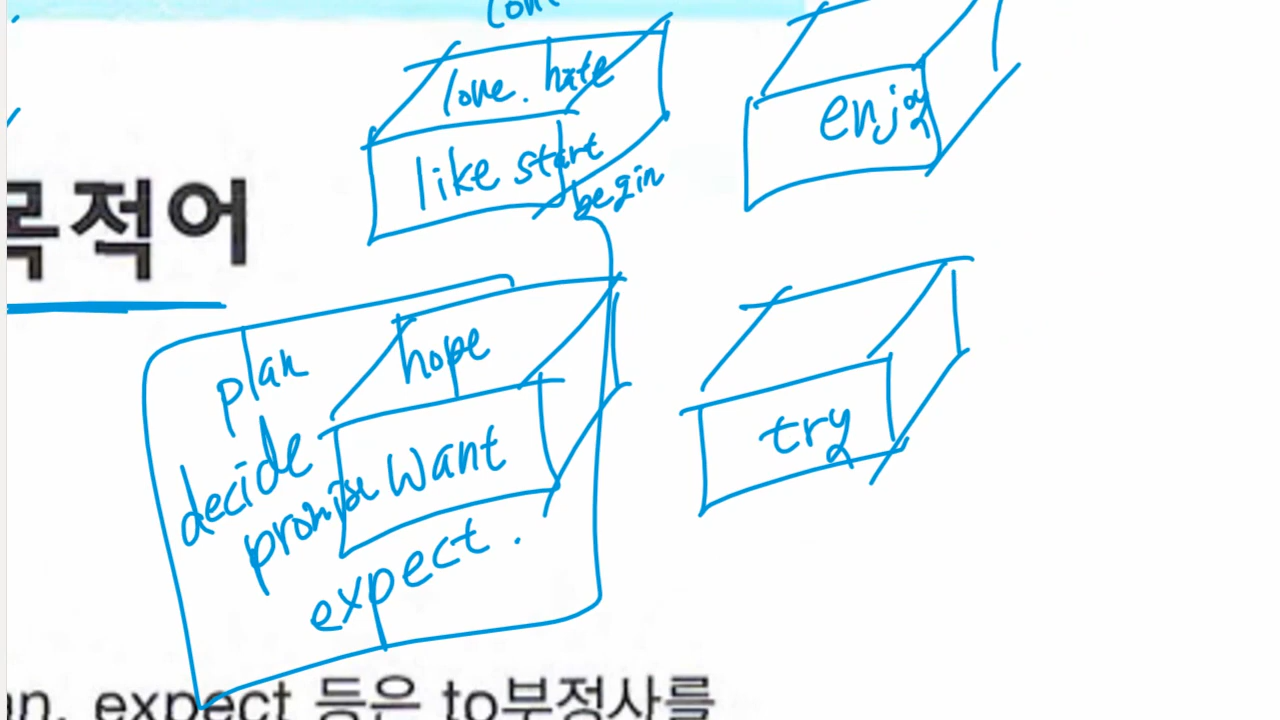 love. hate
like start
begin
enjoy
목적어
plan
hope
decide
promise
want
expect.
try
an, expect 등은 to부정사를